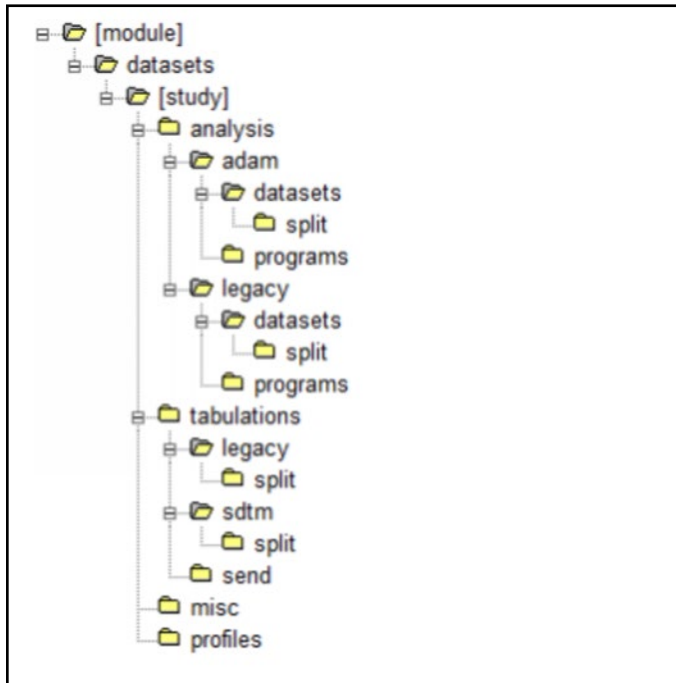 [module]
datasets
[study]
analysis
adam
datasets
split
programs
legacy
datasets
split
programs
tabulations
legacy
split
sdtm
split
send
misc
profiles